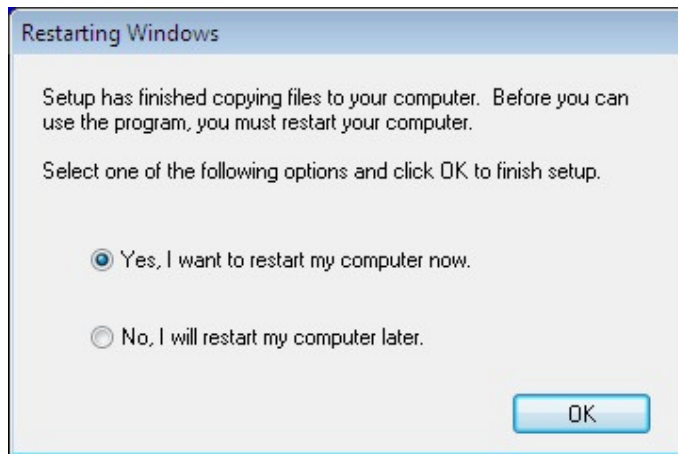 Restarting Windows
Setup has finished copying files to your computer.  Before you can
use the program, you must restart your computer.
Select one of the following options and click OK to finish setup.
Yes, I want to restart my computer now.
No, I will restart my computer later.
OK